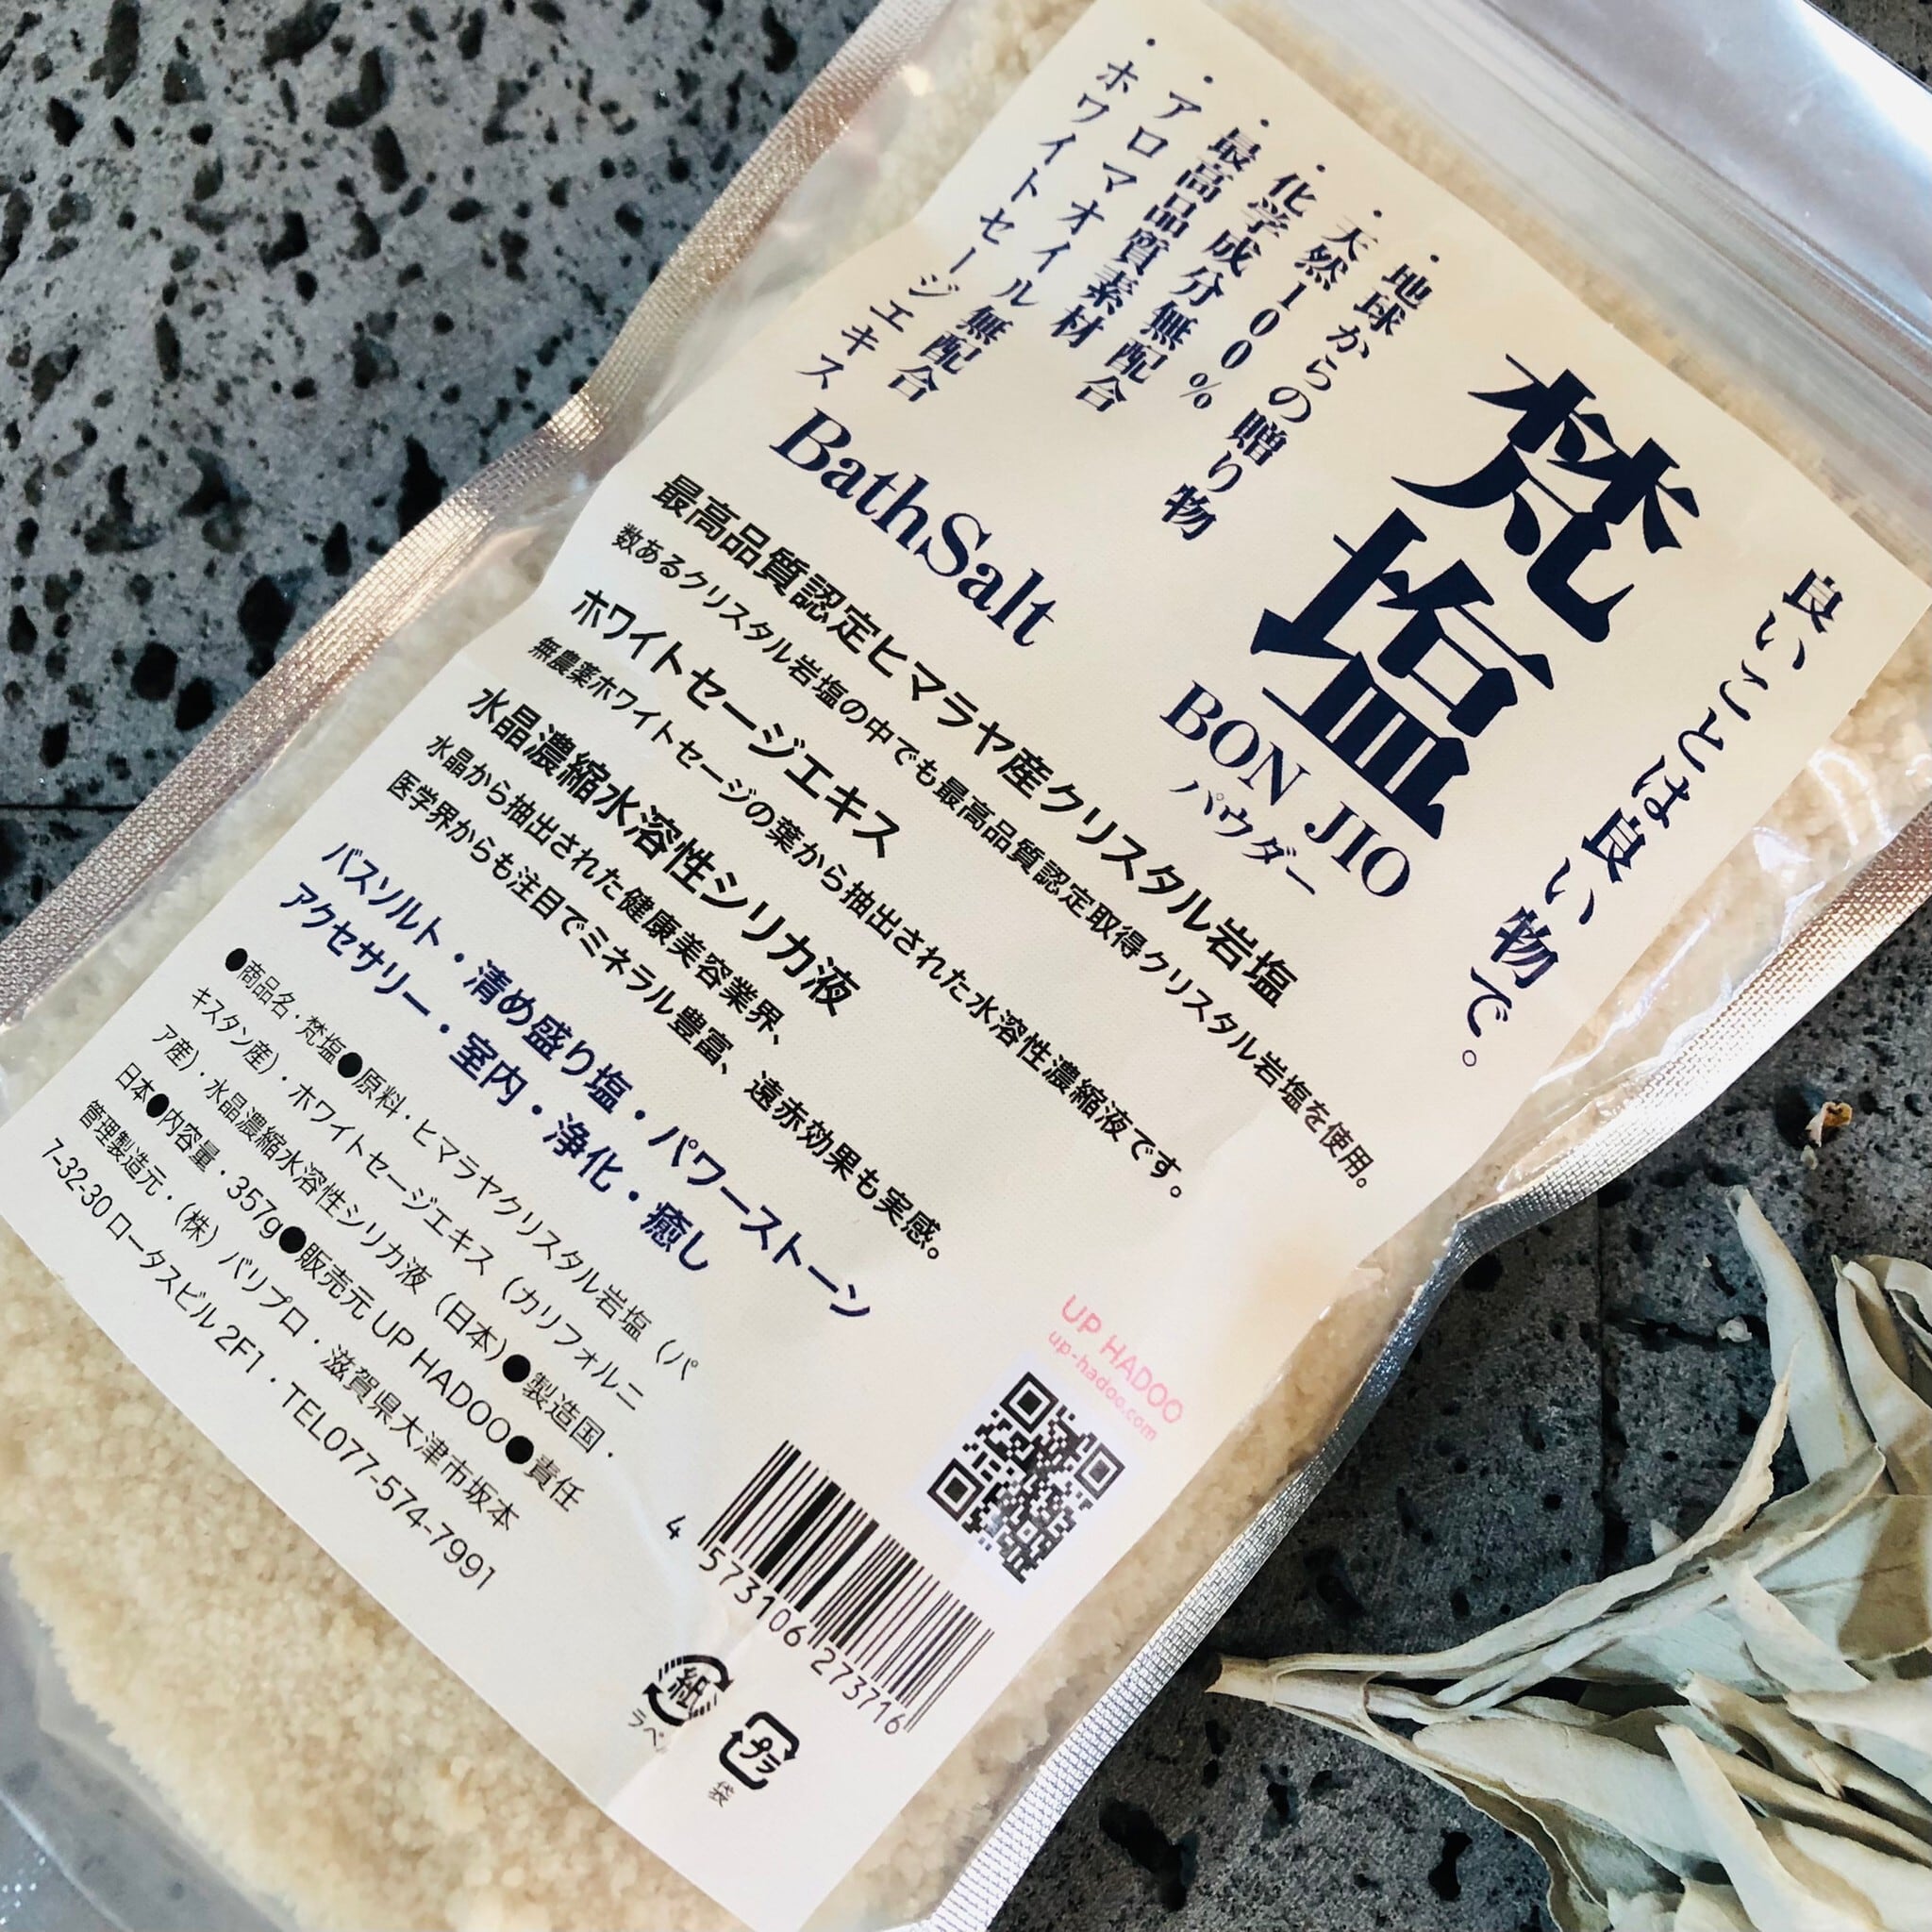 良いことは良い物で。
梵塩
BON JIO
パウダー
・地球からの贈り物
・天然100%
・化学成分無配合
・最高品質素材
・アロマオイル無配合
・ホワイトセージエキス
BathSalt
最高品質認定ヒマラヤ産クリスタル岩塩
数あるクリスタル岩塩の中でも最高品質認定取得クリスタル岩塩を使用。
ホワイトセージエキス
無農薬ホワイトセージの葉から抽出された水溶性濃縮液です。
水晶濃縮水溶性シリカ液
水晶から抽出された健康美容業界、
医学界からも注目でミネラル豊富、遠赤効果も実感。
バスソルト・清め盛り塩・パワーストーン
アクセサリー・室内・浄化・癒し
●商品名・梵塩●原料・ヒマラヤクリスタル岩塩（パ
キスタン産）・ホワイトセージエキス（カリフォルニ
ア産）・水晶濃縮水溶性シリカ液（日本）●製造国・
日本●内容量・357g●販売元 UP HADOO●責任
管理製造元・（株）バリプロ・滋賀県大津市坂本
7-32-30 ロータスビル 2F1・TEL077-574-7991
UP HADOO
up-hadoo.com
4 573106 273716
紙
ラベル
プラ
袋